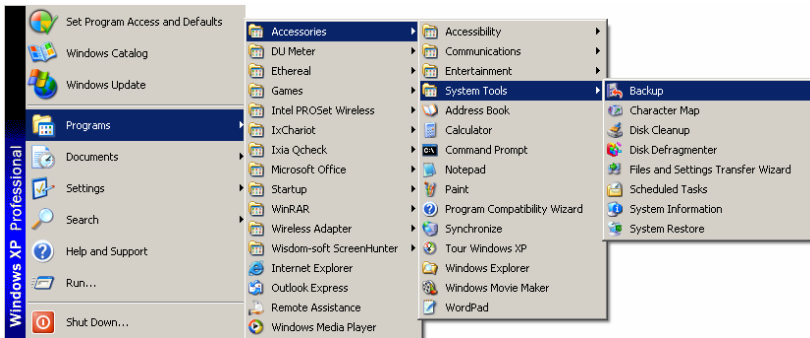 Set Program Access and Defaults
Windows Catalog
Windows Update
Programs
Documents
Settings
Search
Help and Support
Run...
Shut Down...
Windows XP Professional
Accessories
DU Meter
Ethereal
Games
Intel PROSet Wireless
IxChariot
Ixia Qcheck
Microsoft Office
Startup
WinRAR
Wireless Adapter
Wisdom-soft ScreenHunter
Internet Explorer
Outlook Express
Remote Assistance
Windows Media Player
Accessibility
Communications
Entertainment
System Tools
Address Book
Calculator
Command Prompt
Notepad
Paint
Program Compatibility Wizard
Synchronize
Tour Windows XP
Windows Explorer
Windows Movie Maker
WordPad
Backup
Character Map
Disk Cleanup
Disk Defragmenter
Files and Settings Transfer Wizard
Scheduled Tasks
System Information
System Restore